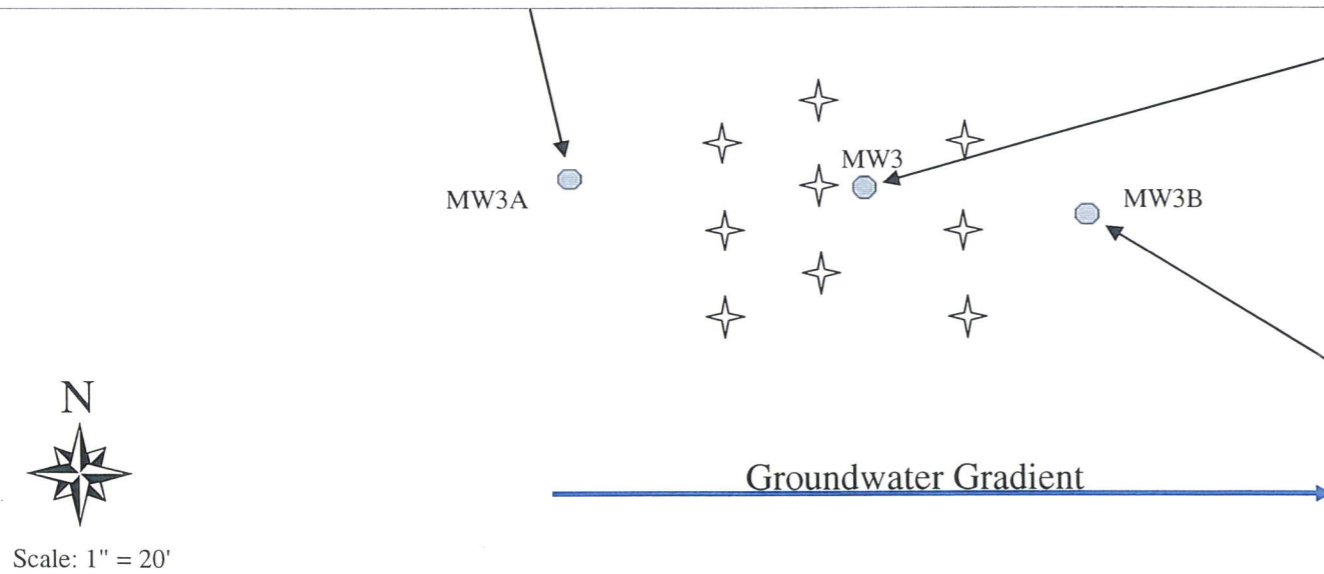 MW3
MW3A
MW3B
N
Groundwater Gradient
Scale: 1" = 20'